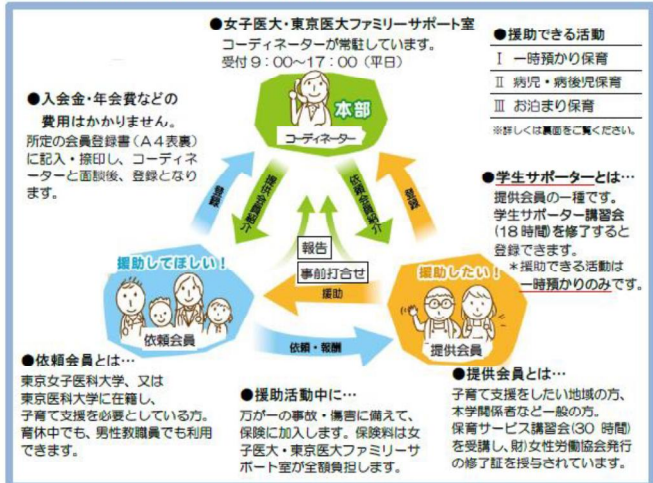 ●女子医大・東京医大ファミリーサポート室
コーディネーターが常駐しています。
受付 9:00～17:00(平日)
●援助できる活動
Ⅰ 一時預かり保育
Ⅱ 病児・病後児保育
Ⅲ お泊まり保育
※詳しくは裏面をご覧ください。
●入会金・年会費などの
費用はかかりません。
所定の会員登録書(A4表裏)
に記入・捺印し、コーディネ
ーターと面談後、登録となり
ます。
本部
コーディネーター
登録
提供会員紹介
依頼会員紹介
登録
●学生サポーターとは…
提供会員の一種です。
学生サポーター講習会
(18時間)を修了すると
登録できます。
＊援助できる活動は
一時預かりのみです。
報告
事前打合せ
援助してほしい!
援助
援助したい!
依頼会員
依頼・報酬
提供会員
●依頼会員とは…
東京女子医科大学、又は
東京医科大学に在籍し、
子育て支援を必要としている方。
育休中でも、男性教職員でも利用
できます。
●援助活動中に…
万が一の事故・傷害に備えて、
保険に加入します。保険料は女
子医大・東京医大ファミリーサ
ポート室が全額負担します。
●提供会員とは…
子育て支援をしたい地域の方、
本学関係者など一般の方。
保育サービス講習会(30 時間)
を受講し、財)女性労働協会発行
の修了証を授与されています。